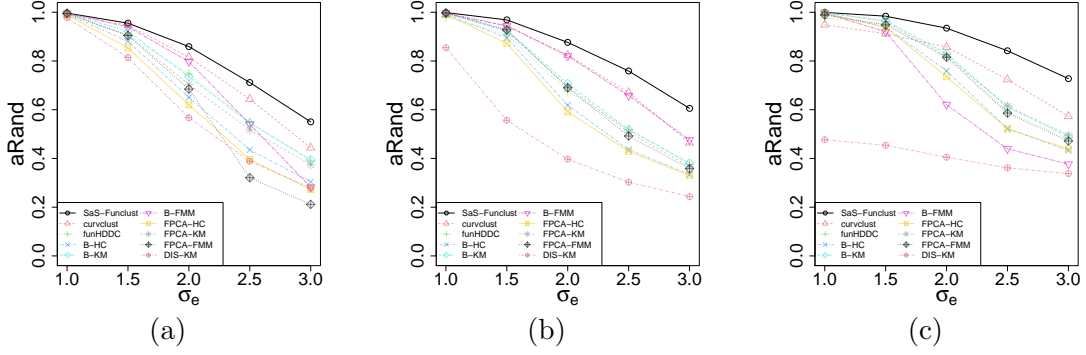 aRand
1.0
0.8
0.6
0.4
0.2
0.0
SaS−Funclust
curvclust
funHDDC
B−HC
B−KM
B−FMM
FPCA−HC
FPCA−KM
FPCA−FMM
DIS−KM
1.0 1.5 2.0 2.5 3.0
σe
(a)
aRand
1.0
0.8
0.6
0.4
0.2
0.0
SaS−Funclust
curvclust
funHDDC
B−HC
B−KM
B−FMM
FPCA−HC
FPCA−KM
FPCA−FMM
DIS−KM
1.0 1.5 2.0 2.5 3.0
σe
(b)
aRand
1.0
0.8
0.6
0.4
0.2
0.0
SaS−Funclust
curvclust
funHDDC
B−HC
B−KM
B−FMM
FPCA−HC
FPCA−KM
FPCA−FMM
DIS−KM
1.0 1.5 2.0 2.5 3.0
σe
(c)